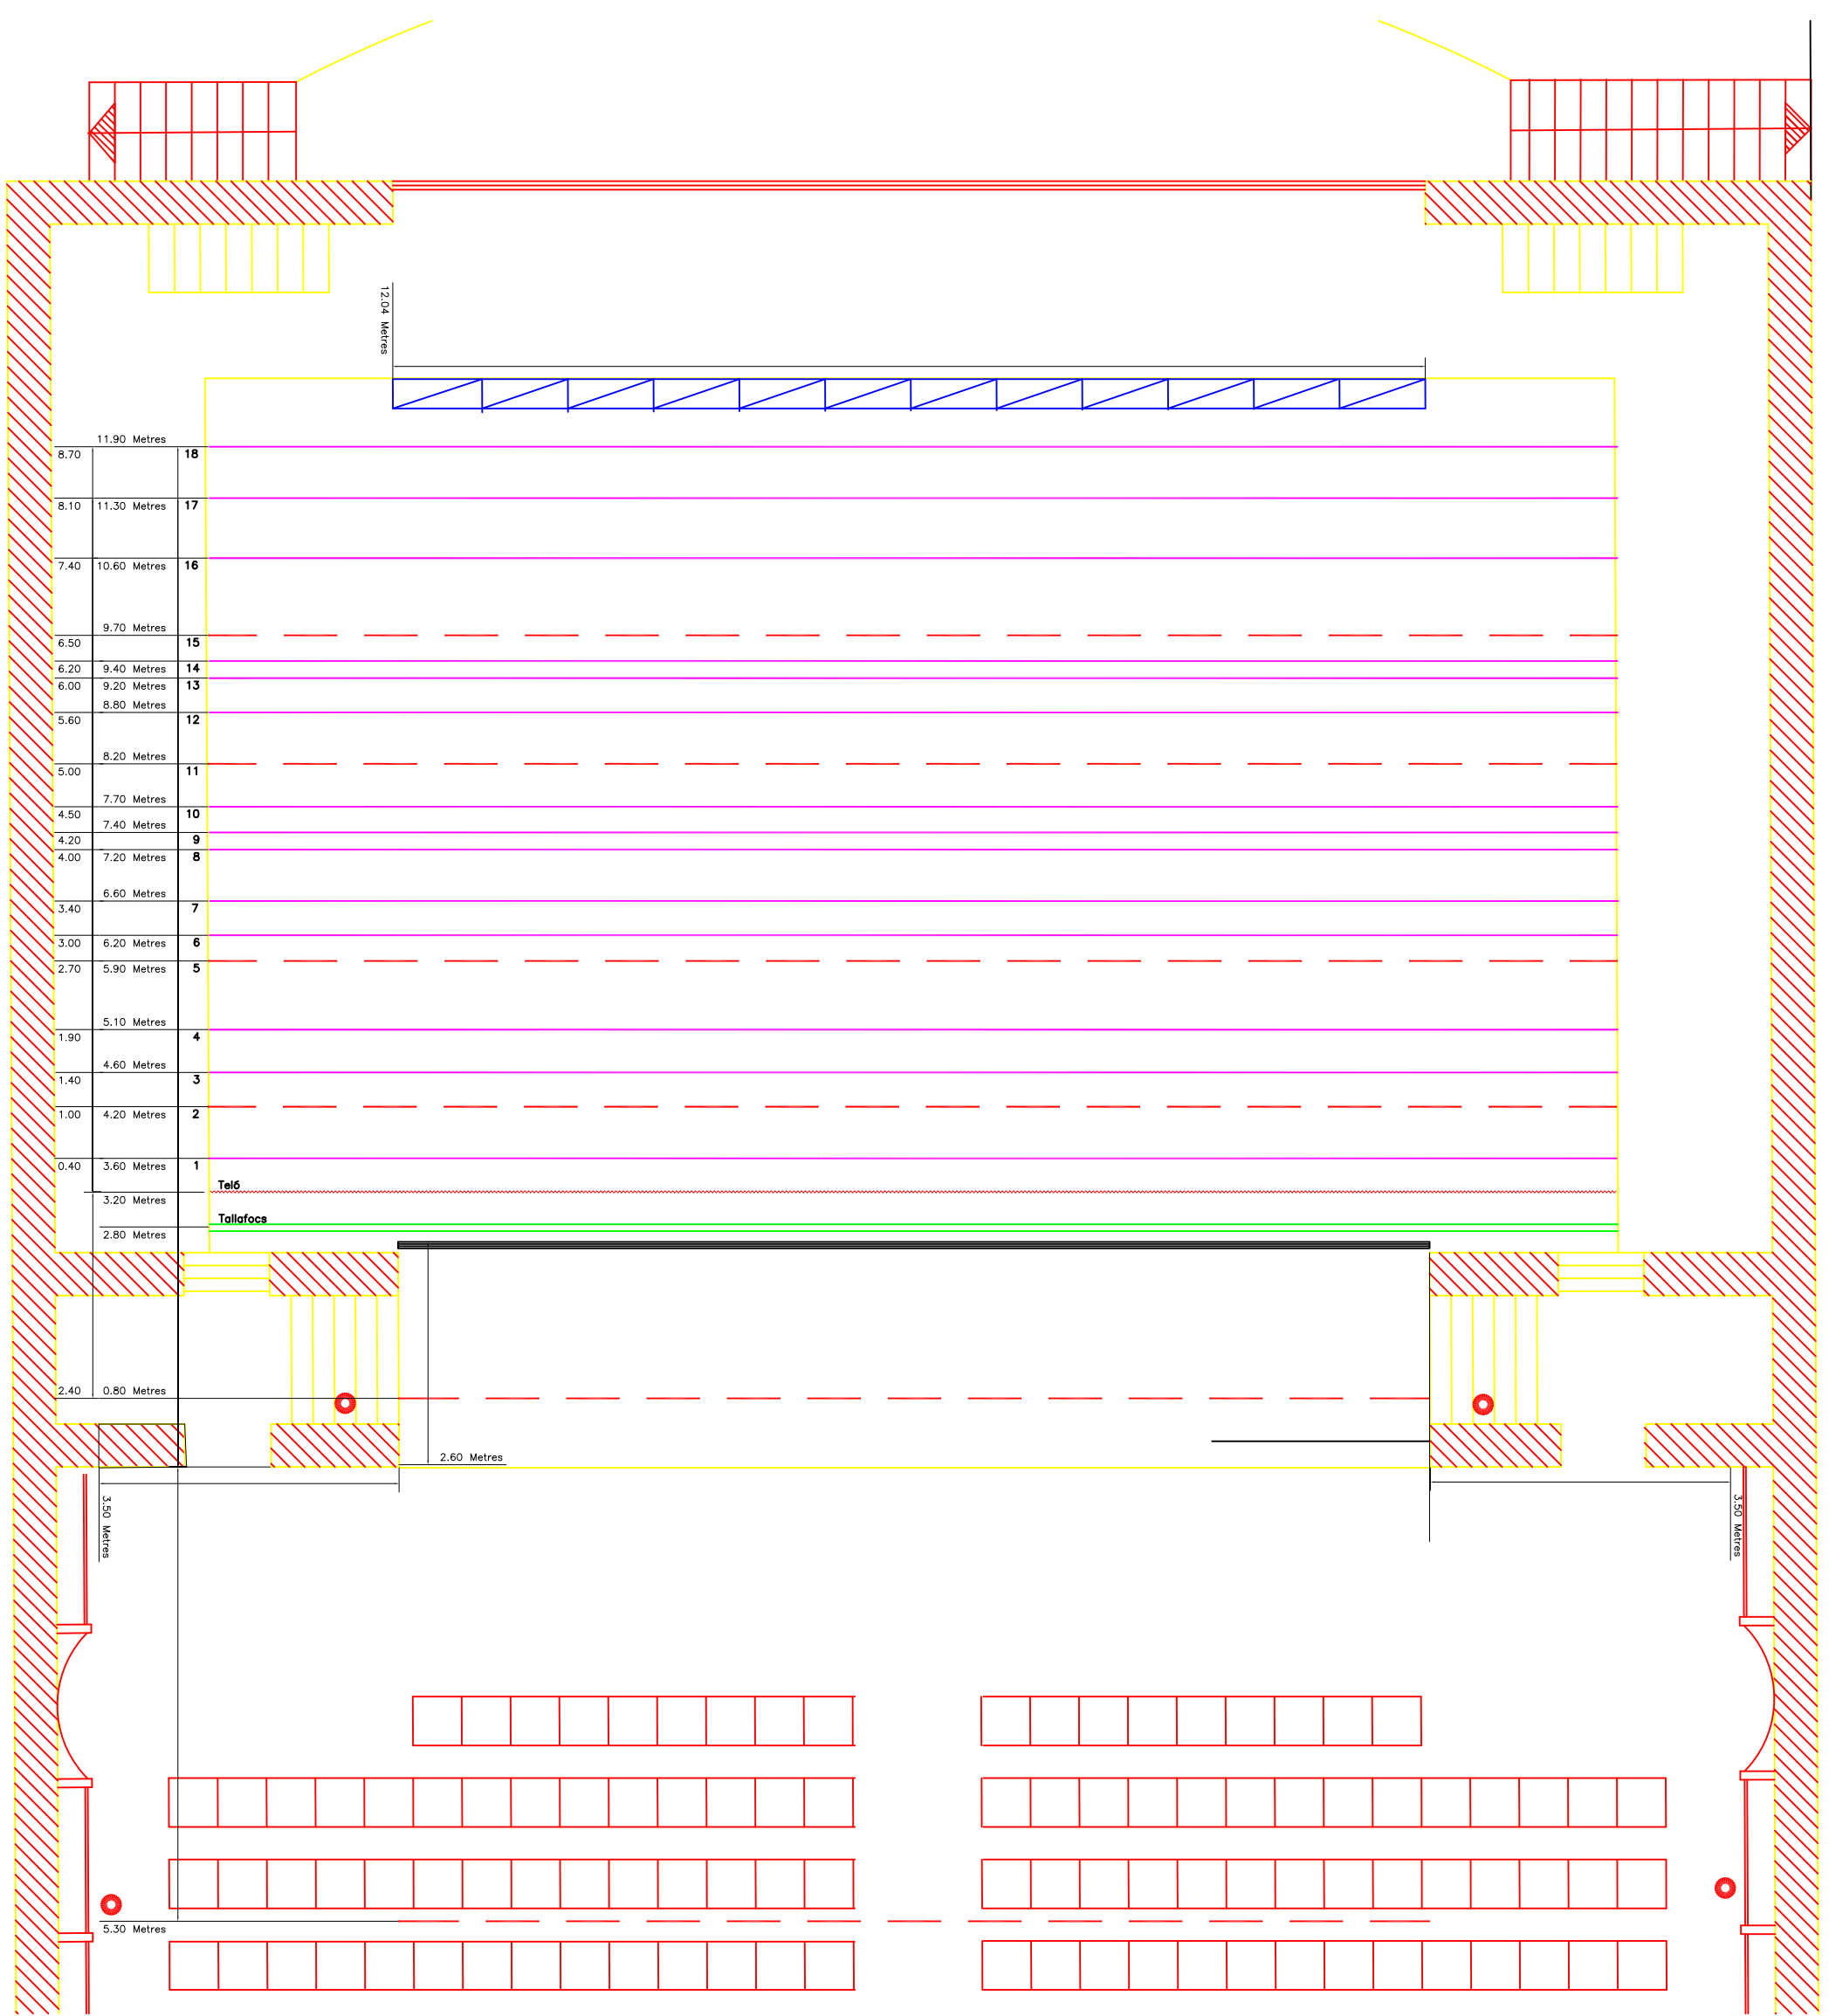 12.04 Metres
11.90 Metres
8.70 18
8.10 11.30 Metres 17
7.40 10.60 Metres 16
9.70 Metres
6.50 15
6.20 9.40 Metres 14
6.00 9.20 Metres 13
8.80 Metres
5.60 12
8.20 Metres
5.00 11
7.70 Metres
4.50 10
7.40 Metres
4.20 9
4.00 7.20 Metres 8
6.60 Metres
3.40 7
3.00 6.20 Metres 6
2.70 5.90 Metres 5
5.10 Metres
1.90 4
4.60 Metres
1.40 3
1.00 4.20 Metres 2
0.40 3.60 Metres 1
Teló
3.20 Metres
Tallafocs
2.80 Metres
2.40 0.80 Metres
2.60 Metres
3.50 Metres
3.50 Metres
5.30 Metres